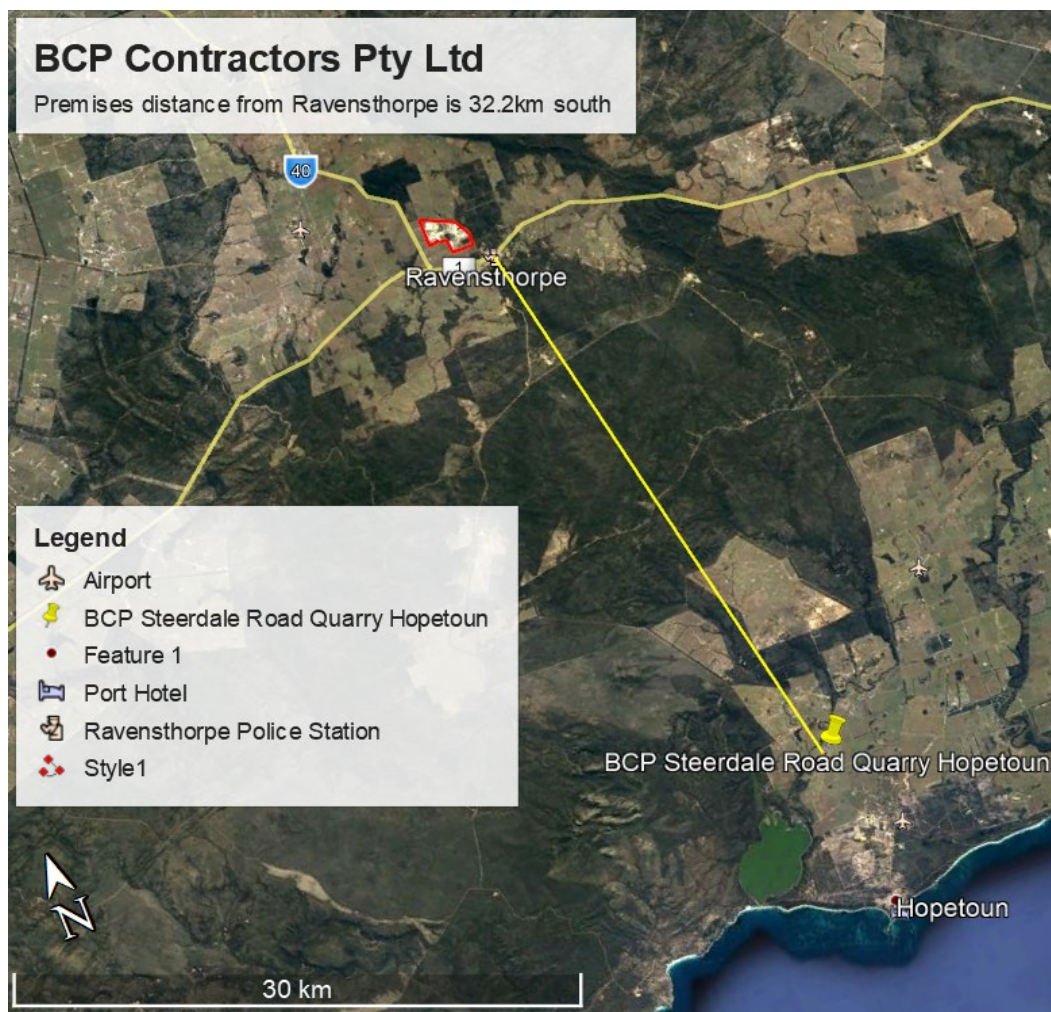 BCP Contractors Pty Ltd
Premises distance from Ravensthorpe is 32.2km south
40
1
Ravensthorpe
Legend
Airport
BCP Steerdale Road Quarry Hopetoun
Feature 1
Port Hotel
Ravensthorpe Police Station
Style1
BCP Steerdale Road Quarry Hopetoun
Hopetoun
N
30 km